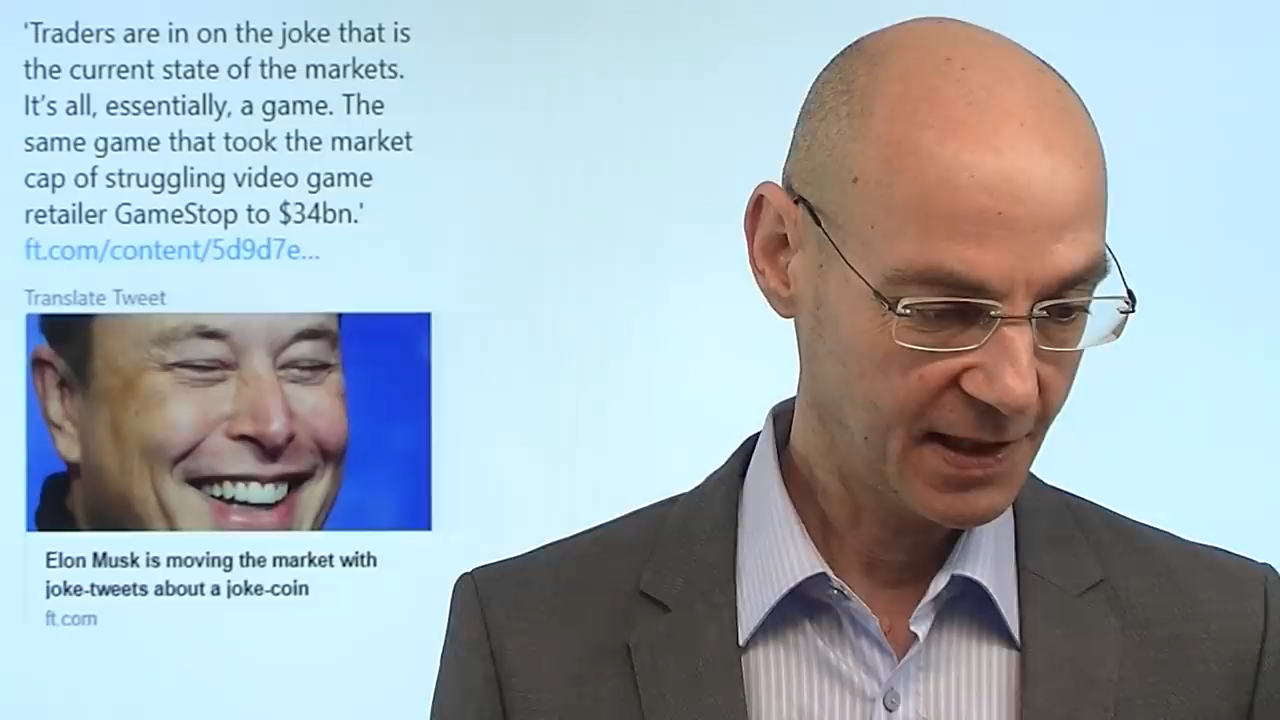 'Traders are in on the joke that is
the current state of the markets.
It's all, essentially, a game. The
same game that took the market
cap of struggling video game
retailer GameStop to $34bn.'
ft.com/content/5d9d7e...
Translate Tweet
Elon Musk is moving the market with
joke-tweets about a joke-coin
ft.com